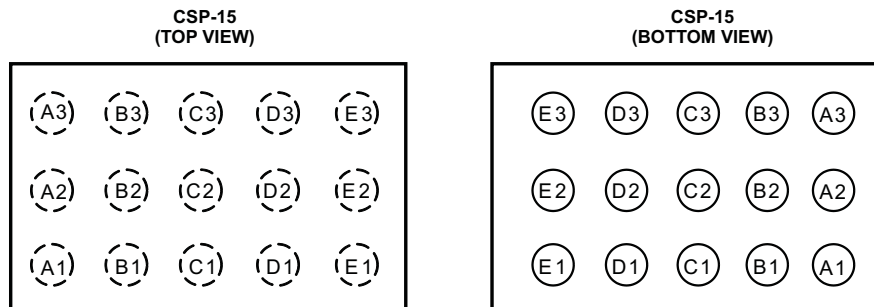 CSP-15
(TOP VIEW)
A3 B3 C3 D3 E3
A2 B2 C2 D2 E2
A1 B1 C1 D1 E1
CSP-15
(BOTTOM VIEW)
E3 D3 C3 B3 A3
E2 D2 C2 B2 A2
E1 D1 C1 B1 A1